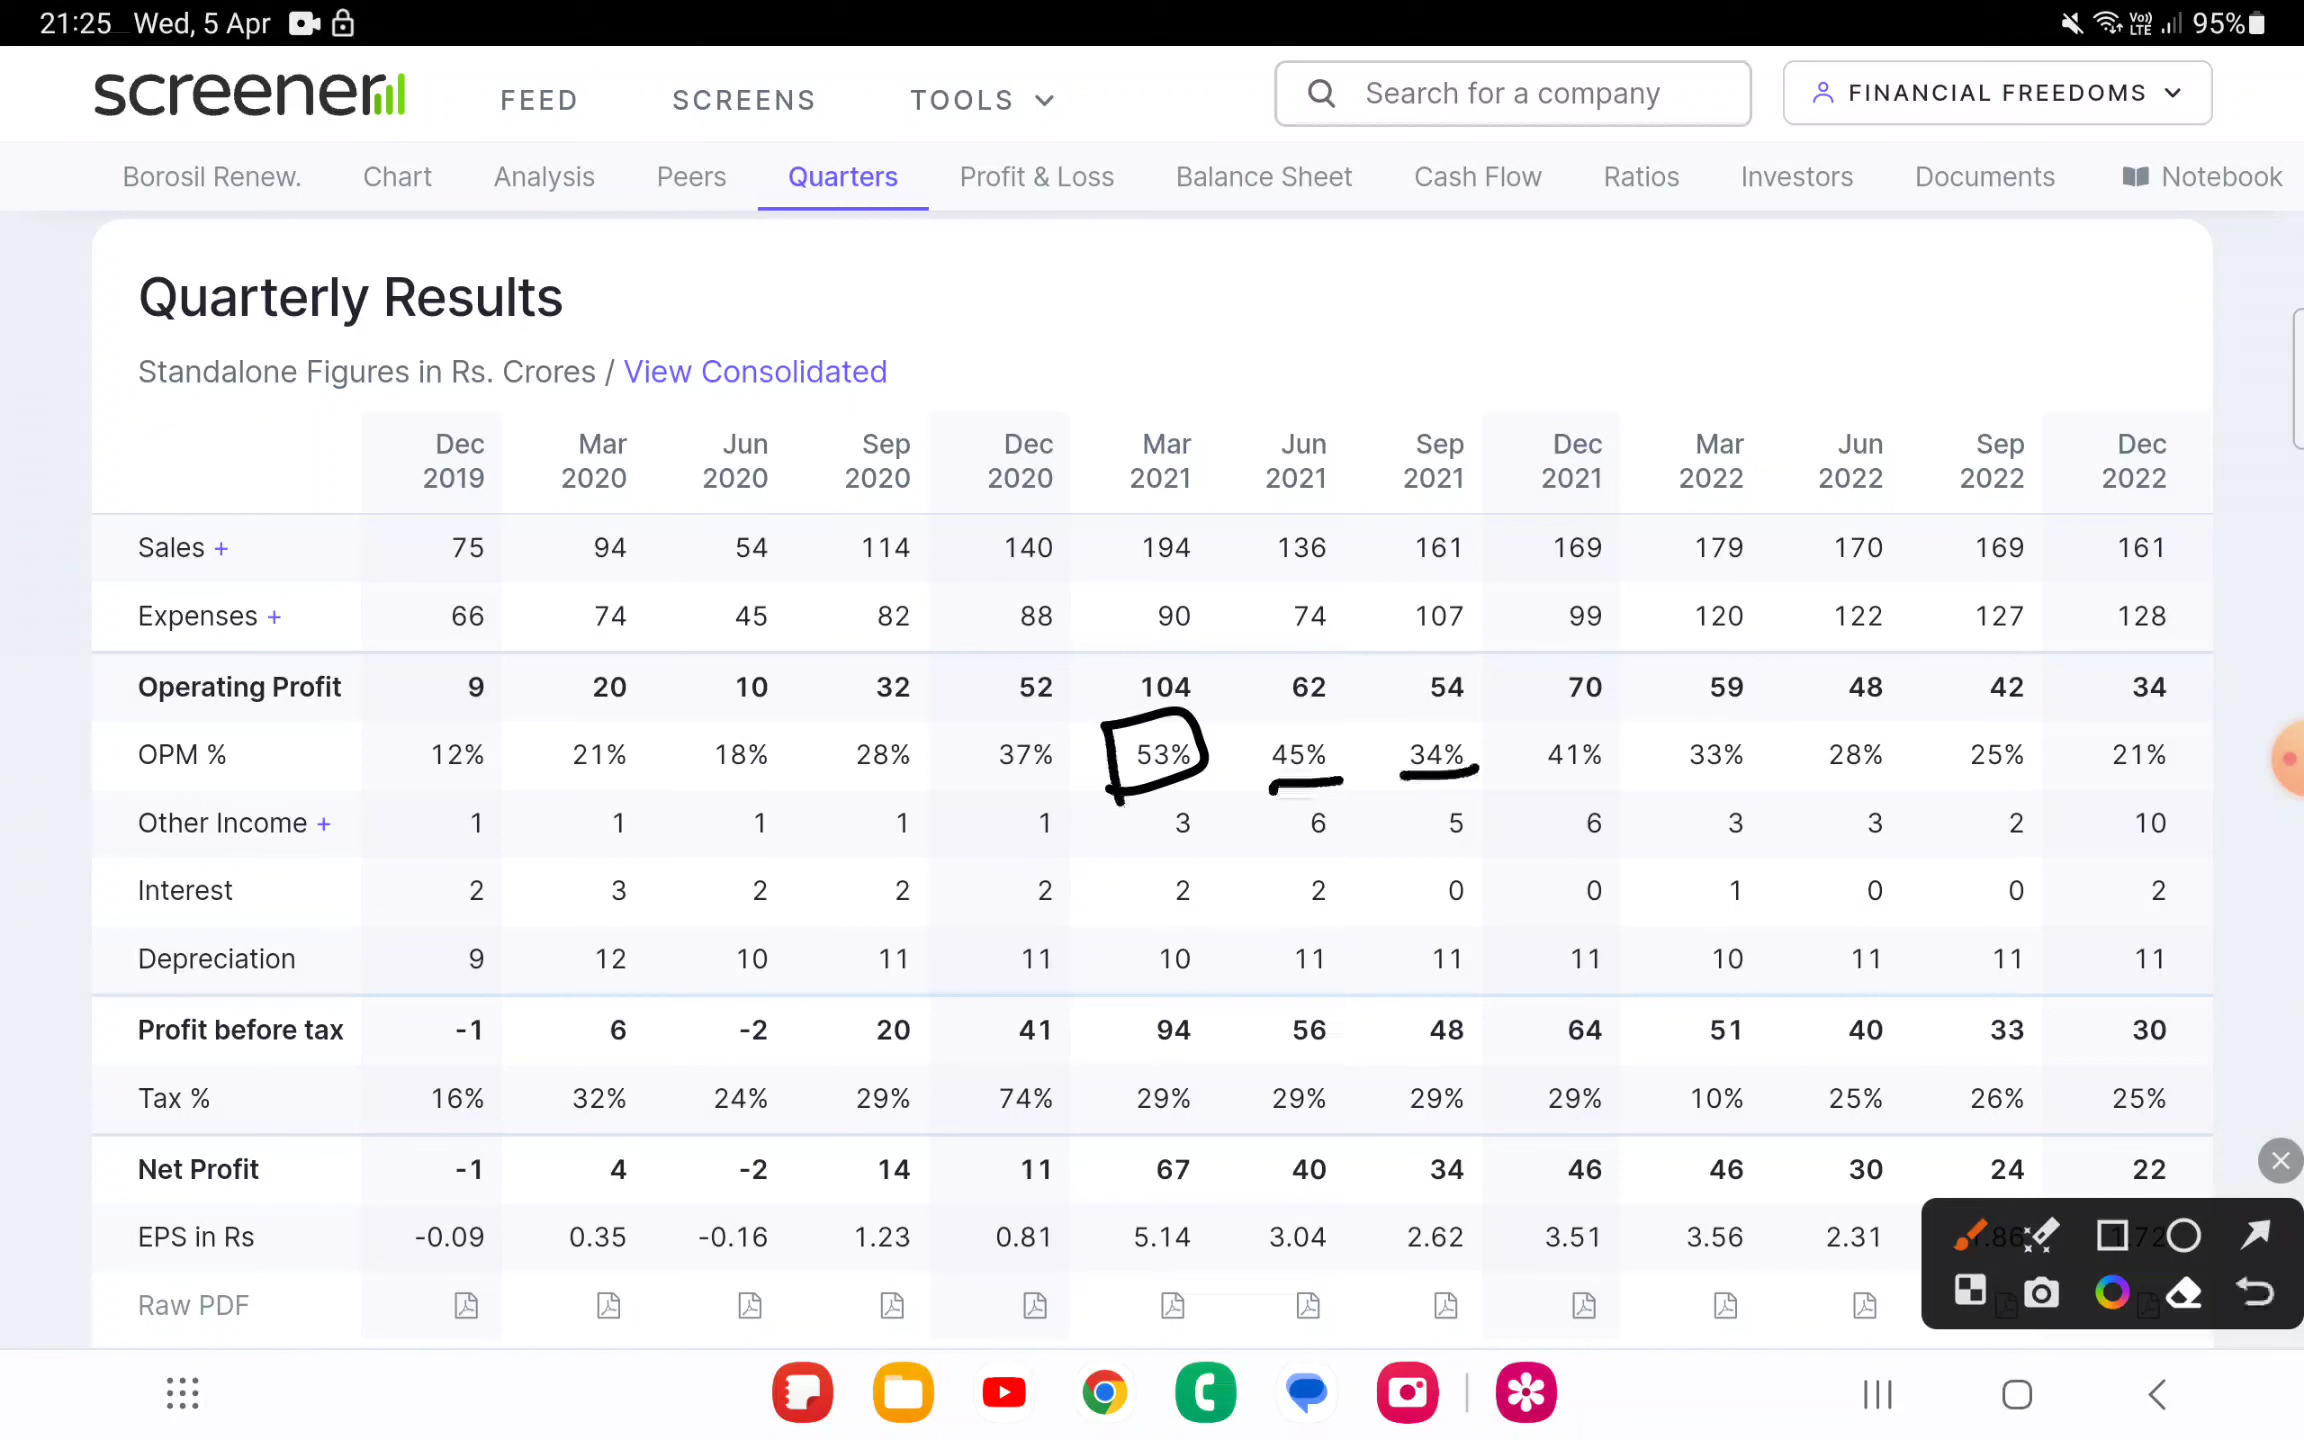 21:25 Wed, 5 Apr
Vo)) LTE 95%
screener
FEED SCREENS TOOLS
Search for a company
FINANCIAL FREEDOMS
Borosil Renew. Chart Analysis Peers Quarters Profit & Loss Balance Sheet Cash Flow Ratios Investors Documents Notebook
Quarterly Results
Standalone Figures in Rs. Crores / View Consolidated
Dec 2019 Mar 2020 Jun 2020 Sep 2020 Dec 2020 Mar 2021 Jun 2021 Sep 2021 Dec 2021 Mar 2022 Jun 2022 Sep 2022 Dec 2022
Sales + 75 94 54 114 140 194 136 161 169 179 170 169 161
Expenses + 66 74 45 82 88 90 74 107 99 120 122 127 128
Operating Profit 9 20 10 32 52 104 62 54 70 59 48 42 34
OPM % 12% 21% 18% 28% 37% 53% 45% 34% 41% 33% 28% 25% 21%
Other Income + 1 1 1 1 1 3 6 5 6 3 3 2 10
Interest 2 3 2 2 2 2 2 0 0 1 0 0 2
Depreciation 9 12 10 11 11 10 11 11 11 10 11 11 11
Profit before tax -1 6 -2 20 41 94 56 48 64 51 40 33 30
Tax % 16% 32% 24% 29% 74% 29% 29% 29% 29% 10% 25% 26% 25%
Net Profit -1 4 -2 14 11 67 40 34 46 46 30 24 22
EPS in Rs -0.09 0.35 -0.16 1.23 0.81 5.14 3.04 2.62 3.51 3.56 2.31
Raw PDF